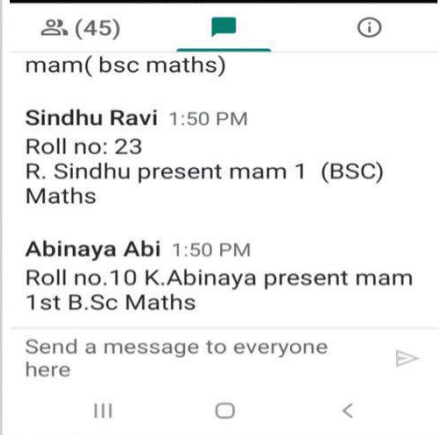 (45)
mam( bsc maths)
Sindhu Ravi 1:50 PM
Roll no: 23
R. Sindhu present mam 1 (BSC)
Maths
Abinaya Abi 1:50 PM
Roll no.10 K.Abinaya present mam
1st B.Sc Maths
Send a message to everyone
here